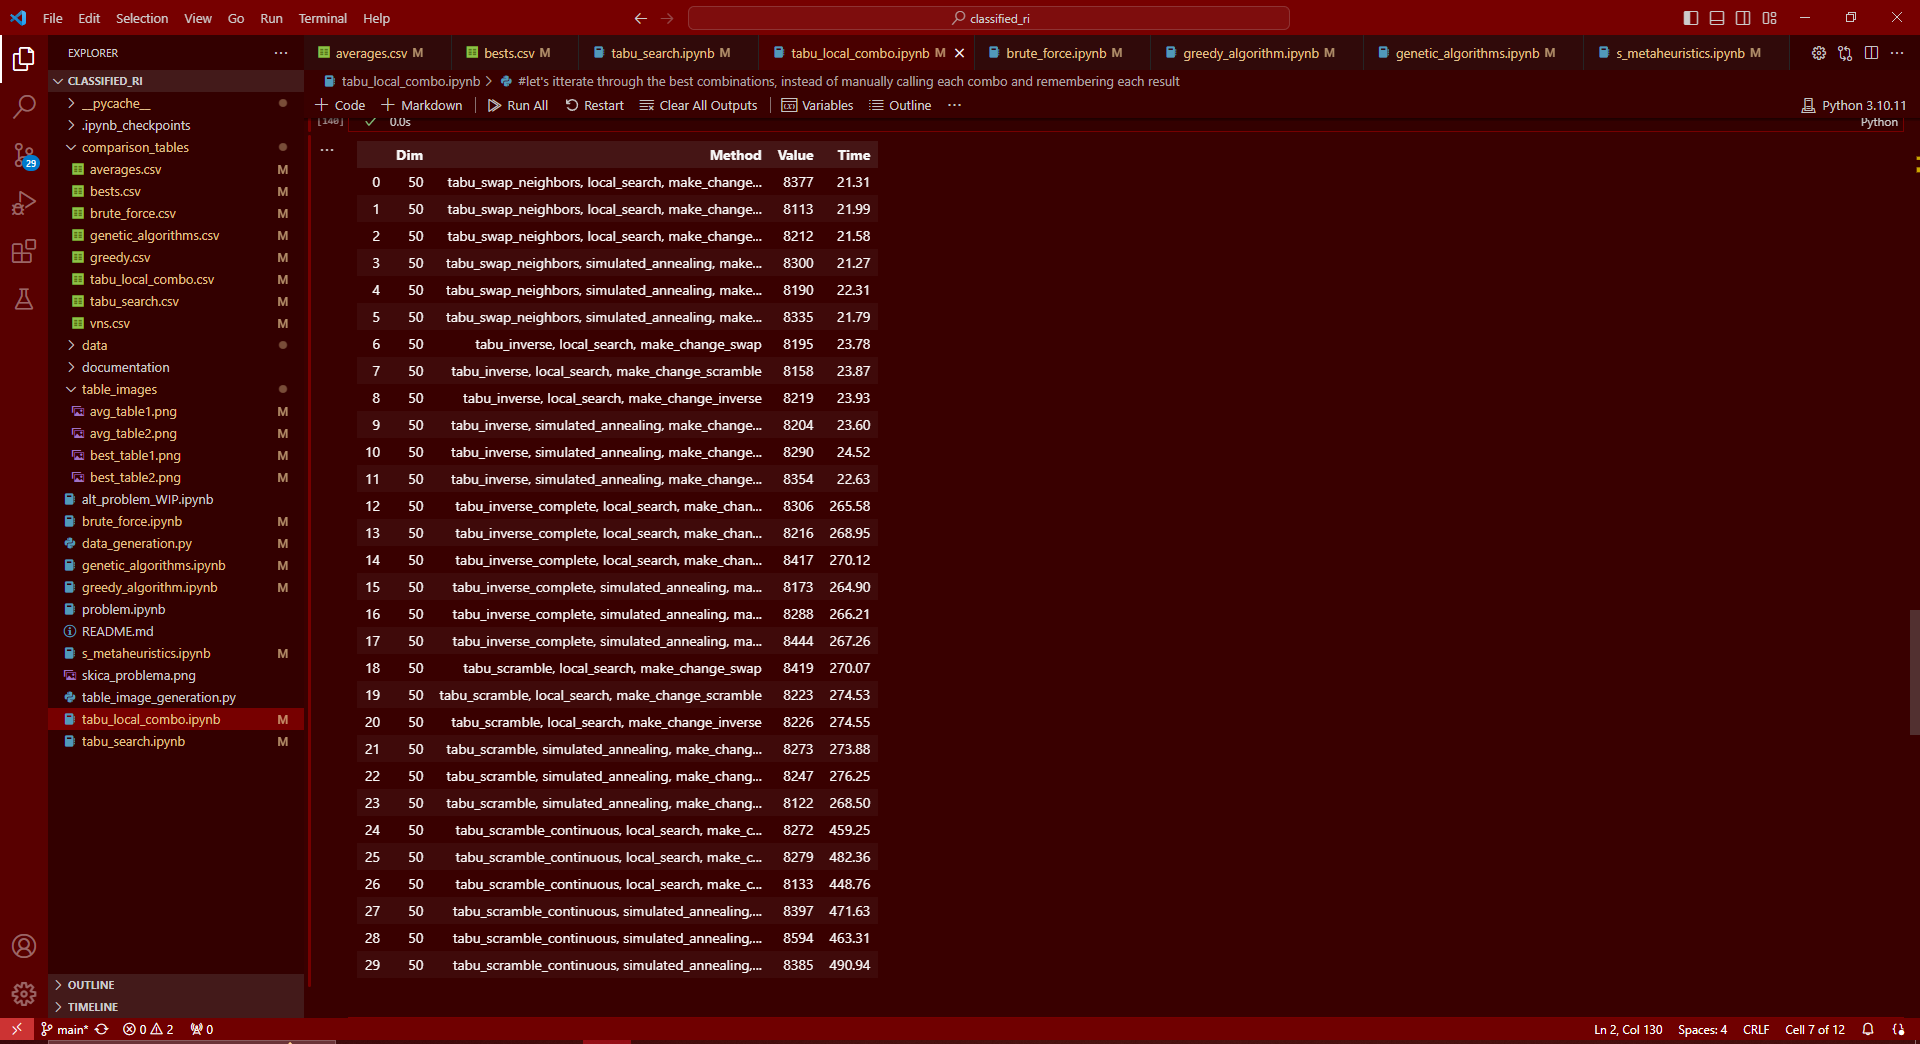 File Edit Selection View Go Run Terminal Help classified_ri
EXPLORER
CLASSIFIED_RI
__pycache__
.ipynb_checkpoints
comparison_tables
averages.csv M
bests.csv M
brute_force.csv M
genetic_algorithms.csv M
greedy.csv M
tabu_local_combo.csv M
tabu_search.csv M
vns.csv M
data
documentation
table_images
avg_table1.png M
avg_table2.png M
best_table1.png M
best_table2.png M
alt_problem_WIP.ipynb
brute_force.ipynb M
data_generation.py M
genetic_algorithms.ipynb M
greedy_algorithm.ipynb M
problem.ipynb
README.md
s_metaheuristics.ipynb M
skica_problema.png
table_image_generation.py
tabu_local_combo.ipynb M
tabu_search.ipynb M
OUTLINE
TIMELINE
29
averages.csv M bests.csv M tabu_search.ipynb M tabu_local_combo.ipynb M brute_force.ipynb M greedy_algorithm.ipynb M genetic_algorithms.ipynb M s_metaheuristics.ipynb M
tabu_local_combo.ipynb > #let's itterate through the best combinations, instead of manually calling each combo and remembering each result
+ Code + Markdown Run All Restart Clear All Outputs Variables Outline ... Python 3.10.11
[140] 0.0s Python
Dim Method Value Time
0 50 tabu_swap_neighbors, local_search, make_change... 8377 21.31
1 50 tabu_swap_neighbors, local_search, make_change... 8113 21.99
2 50 tabu_swap_neighbors, local_search, make_change... 8212 21.58
3 50 tabu_swap_neighbors, simulated_annealing, make... 8300 21.27
4 50 tabu_swap_neighbors, simulated_annealing, make... 8190 22.31
5 50 tabu_swap_neighbors, simulated_annealing, make... 8335 21.79
6 50 tabu_inverse, local_search, make_change_swap 8195 23.78
7 50 tabu_inverse, local_search, make_change_scramble 8158 23.87
8 50 tabu_inverse, local_search, make_change_inverse 8219 23.93
9 50 tabu_inverse, simulated_annealing, make_change... 8204 23.60
10 50 tabu_inverse, simulated_annealing, make_change... 8290 24.52
11 50 tabu_inverse, simulated_annealing, make_change... 8354 22.63
12 50 tabu_inverse_complete, local_search, make_chan... 8306 265.58
13 50 tabu_inverse_complete, local_search, make_chan... 8216 268.95
14 50 tabu_inverse_complete, local_search, make_chan... 8417 270.12
15 50 tabu_inverse_complete, simulated_annealing, ma... 8173 264.90
16 50 tabu_inverse_complete, simulated_annealing, ma... 8288 266.21
17 50 tabu_inverse_complete, simulated_annealing, ma... 8444 267.26
18 50 tabu_scramble, local_search, make_change_swap 8419 270.07
19 50 tabu_scramble, local_search, make_change_scramble 8223 274.53
20 50 tabu_scramble, local_search, make_change_inverse 8226 274.55
21 50 tabu_scramble, simulated_annealing, make_chang... 8273 273.88
22 50 tabu_scramble, simulated_annealing, make_chang... 8247 276.25
23 50 tabu_scramble, simulated_annealing, make_chang... 8122 268.50
24 50 tabu_scramble_continuous, local_search, make_c... 8272 459.25
25 50 tabu_scramble_continuous, local_search, make_c... 8279 482.36
26 50 tabu_scramble_continuous, local_search, make_c... 8133 448.76
27 50 tabu_scramble_continuous, simulated_annealing,... 8397 471.63
28 50 tabu_scramble_continuous, simulated_annealing,... 8594 463.31
29 50 tabu_scramble_continuous, simulated_annealing,... 8385 490.94
main* 0 2 0 Ln 2, Col 130 Spaces: 4 CRLF Cell 7 of 12